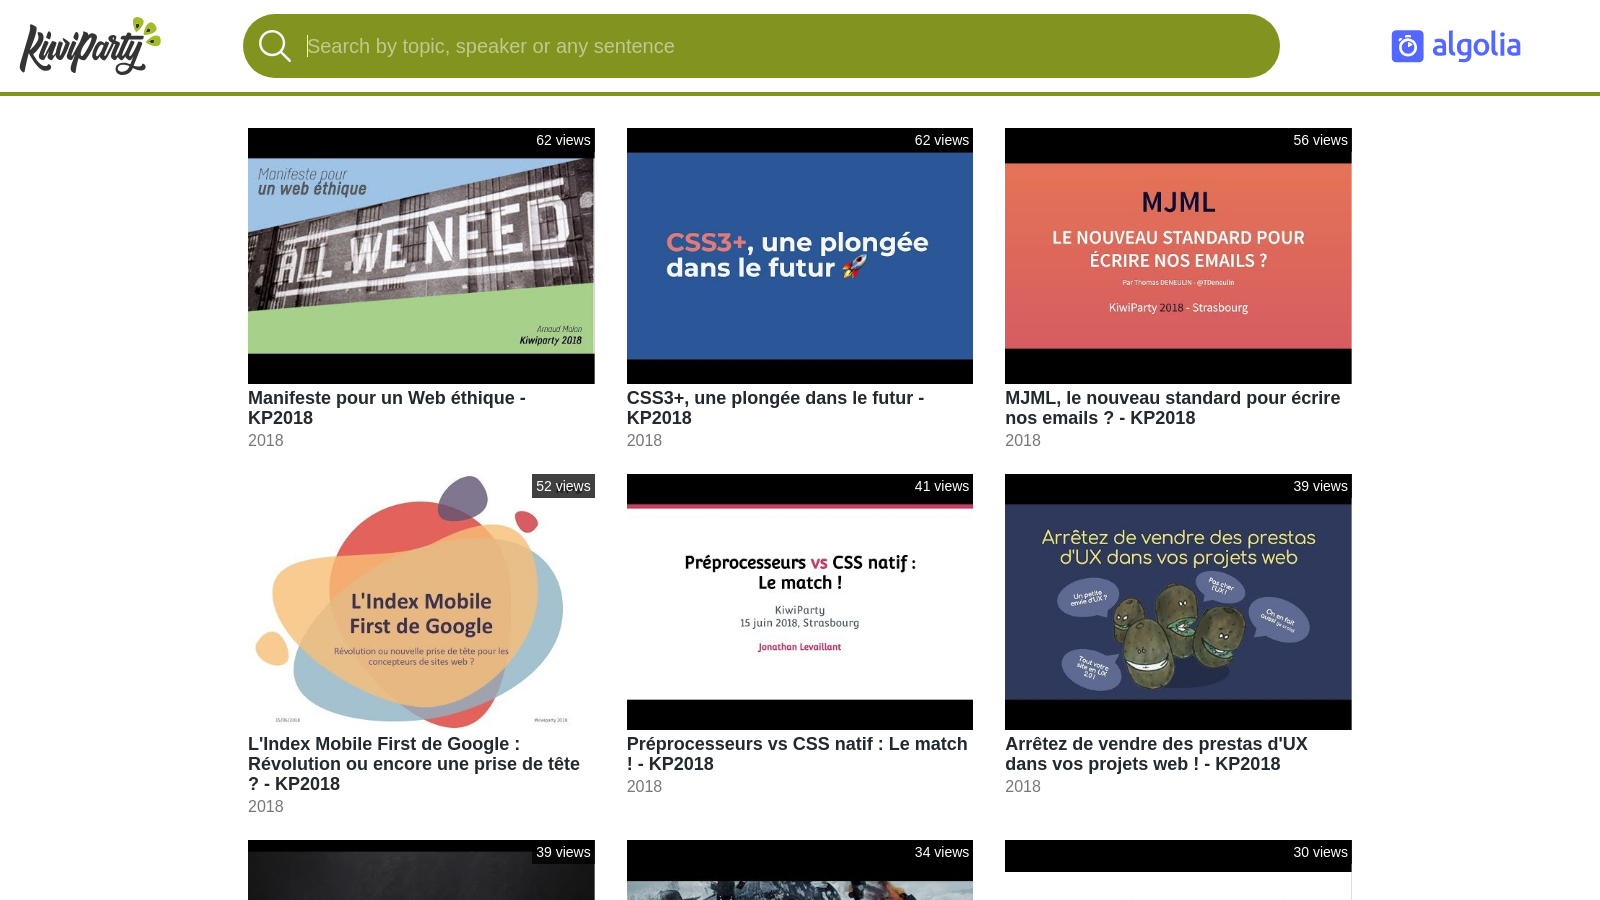 Kiwiparty
Search by topic, speaker or any sentence
algolia
62 views
Manifeste pour
un web éthique
ALL WE NEED
Arnaud Malon
Kiwiparty 2018
Manifeste pour un Web éthique -
KP2018
2018
62 views
CSS3+, une plongée
dans le futur
CSS3+, une plongée dans le futur -
KP2018
2018
56 views
MJML
LE NOUVEAU STANDARD POUR
ÉCRIRE NOS EMAILS ?
Par Thomas DENEULIN - @TDeneulin
KiwiParty 2018 - Strasbourg
MJML, le nouveau standard pour écrire
nos emails ? - KP2018
2018
52 views
L'Index Mobile
First de Google
Révolution ou nouvelle prise de tête pour les
concepteurs de sites web ?
15/06/2018
#kiwiparty 2018
L'Index Mobile First de Google :
Révolution ou encore une prise de tête
? - KP2018
2018
41 views
Préprocesseurs vs CSS natif :
Le match !
KiwiParty
15 juin 2018, Strasbourg
Jonathan Levaillant
Préprocesseurs vs CSS natif : Le match
! - KP2018
2018
39 views
Arrêtez de vendre des prestas
d'UX dans vos projets web
Un petite
envie d'UX ?
Pas cher
l'UX !
On en fait
aussi
Tout votre
site en UX
2.0 !
Arrêtez de vendre des prestas d'UX
dans vos projets web ! - KP2018
2018
39 views
34 views
30 views